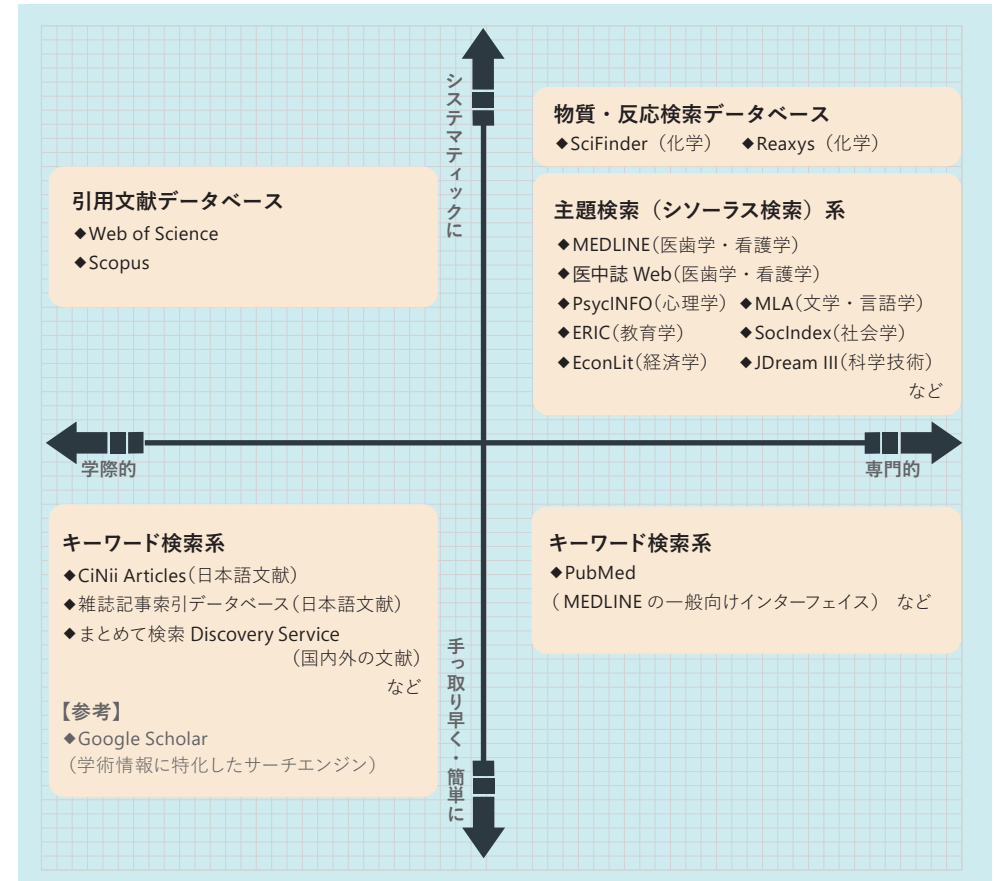 システマティックに
物質・反応検索データベース
◆SciFinder（化学） ◆Reaxys（化学）
引用文献データベース
◆Web of Science
◆Scopus
主題検索（シソーラス検索）系
◆MEDLINE(医歯学・看護学)
◆医中誌 Web(医歯学・看護学)
◆PsycINFO(心理学) ◆MLA(文学・言語学)
◆ERIC(教育学) ◆SocIndex(社会学)
◆EconLit(経済学) ◆JDream III(科学技術)
など
学際的
専門的
キーワード検索系
◆CiNii Articles(日本語文献)
◆雑誌記事索引データベース(日本語文献)
◆まとめて検索 Discovery Service
(国内外の文献)
など
【参考】
◆Google Scholar
（学術情報に特化したサーチエンジン）
キーワード検索系
◆PubMed
（MEDLINE の一般向けインターフェイス） など
手っ取り早く・簡単に